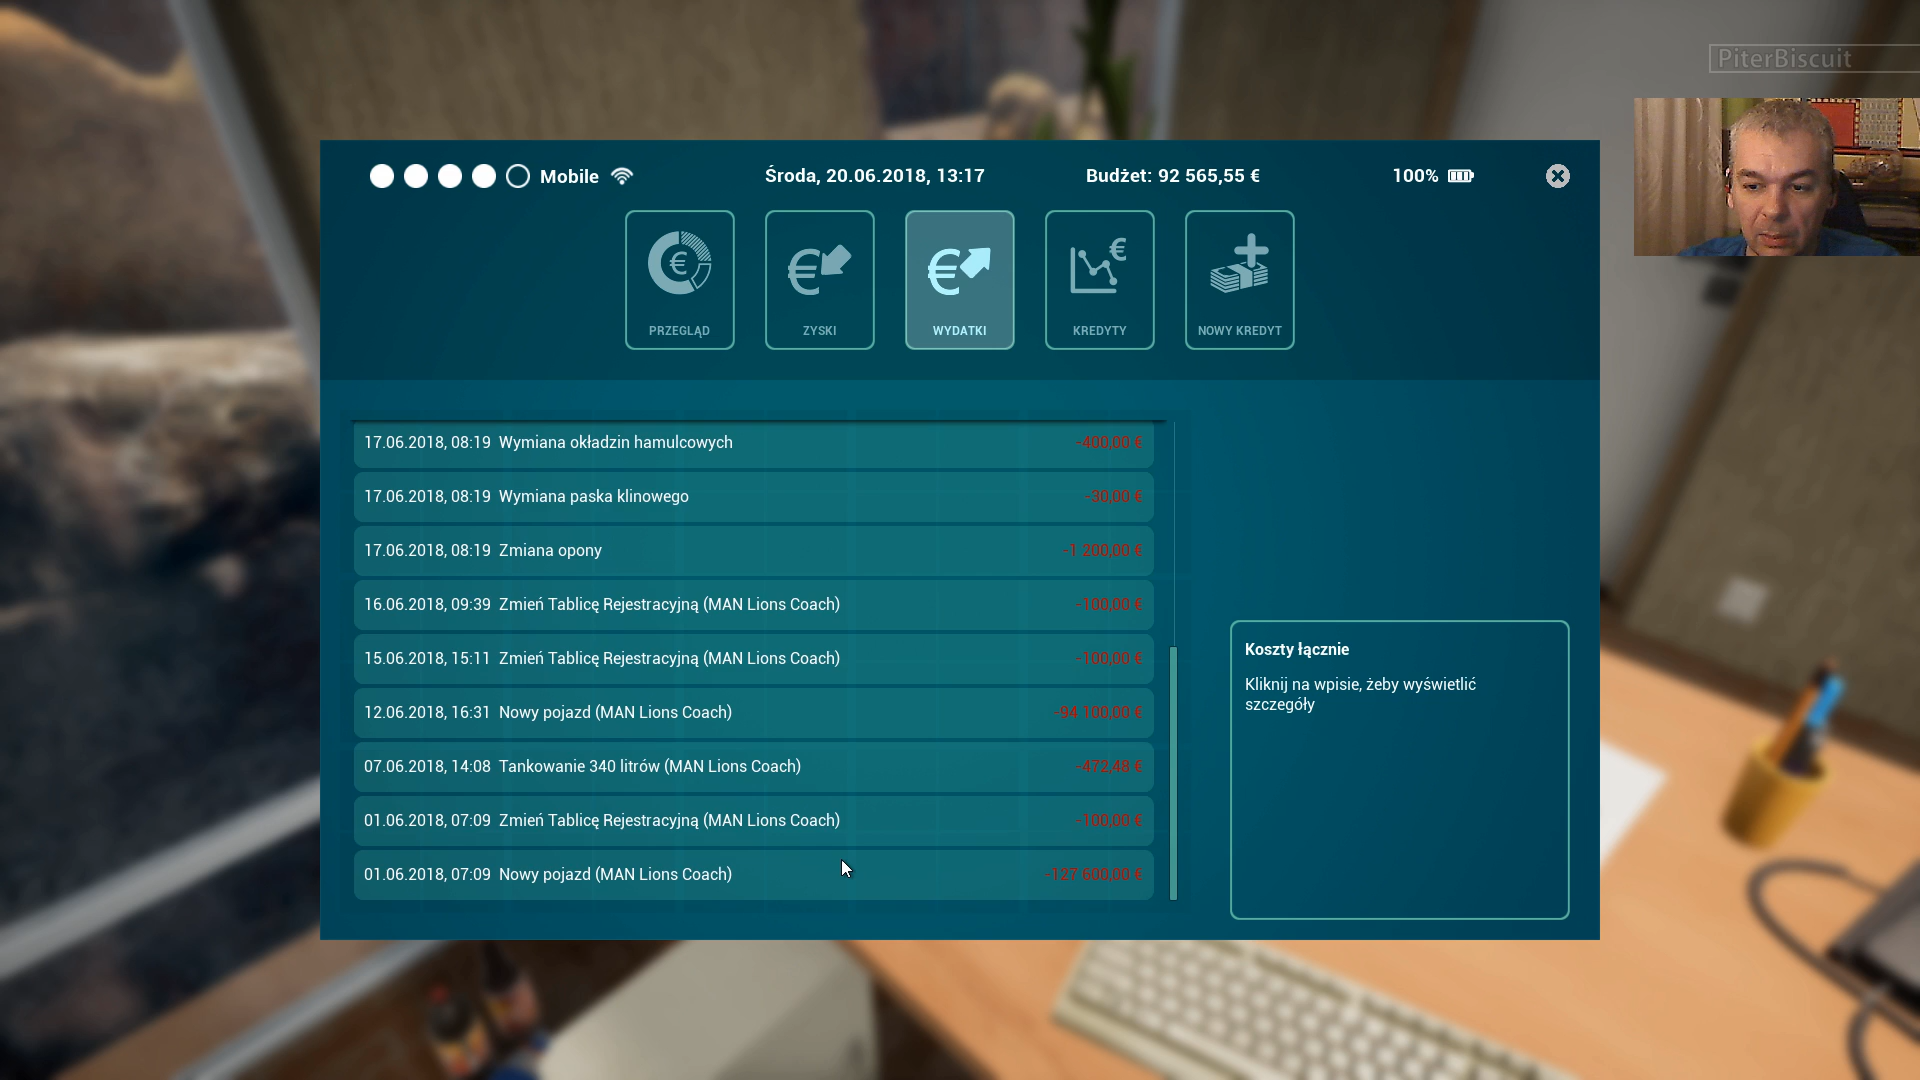 PiterBiscuit
Mobile Środa, 20.06.2018, 13:17 Budżet: 92 565,55 € 100%
PRZEGLĄD ZYSKI WYDATKI KREDYTY NOWY KREDYT
17.06.2018, 08:19 Wymiana okładzin hamulcowych -400,00 €
17.06.2018, 08:19 Wymiana paska klinowego -30,00 €
17.06.2018, 08:19 Zmiana opony -1 200,00 €
16.06.2018, 09:39 Zmień Tablicę Rejestracyjną (MAN Lions Coach) -100,00 €
15.06.2018, 15:11 Zmień Tablicę Rejestracyjną (MAN Lions Coach) -100,00 €
12.06.2018, 16:31 Nowy pojazd (MAN Lions Coach) -94 100,00 €
07.06.2018, 14:08 Tankowanie 340 litrów (MAN Lions Coach) -472,48 €
01.06.2018, 07:09 Zmień Tablicę Rejestracyjną (MAN Lions Coach) -100,00 €
01.06.2018, 07:09 Nowy pojazd (MAN Lions Coach) -127 600,00 €
Koszty łącznie
Kliknij na wpisie, żeby wyświetlić
szczegóły